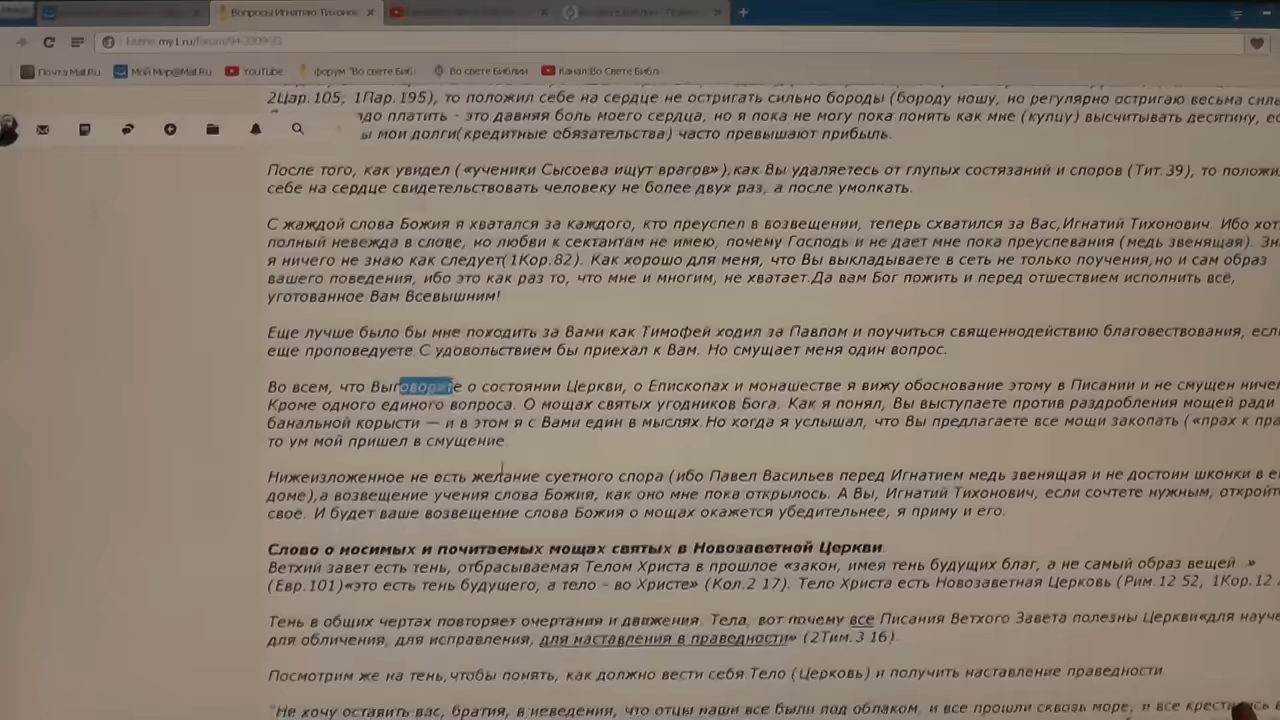 Вопросы Игнатию Тихонов
my1.ru/forum/94-3209-33
Почта Mail.Ru
Мой Мир@Mail.Ru
YouTube
форум "Во свете Биб
Во свете Библии
Канал Во Свете Библ
2Цар.105; 1Пар.195), то положил себе на сердце не остригать сильно бороды (бороду ношу, но регулярно остригаю весьма
платить - это давняя боль моего сердца, но я пока не могу пока понять как мне (купцу) высчитывать десятину,
ы мои долги(кредитные обязательства) часто превышают прибыль.
После того, как увидел («ученики Сысоева ищут врагов»),как Вы удаляетесь от глупых состязаний и споров (Тит.39), то
себе на сердце свидетельствовать человеку не более двух раз, а после умолкать.
С жаждой слова Божия я хватался за каждого, кто преуспел в возвещении, теперь схватился за Вас,Игнатий Тихонович. Ибо
полный невежда в слове, но любви к сектантам не имею, почему Господь и не дает мне пока преуспевания (медь звенящая).
я ничего не знаю как следует(1Кор.82). Как хорошо для меня, что Вы выкладываете в сеть не только поучения,но и сам образ
вашего поведения, ибо это как раз то, что мне и многим, не хватает.Да вам Бог пожить и перед отшествием исполнить всё,
уготованное Вам Всевышним!
Еще лучше было бы мне походить за Вами как Тимофей ходил за Павлом и поучиться священнодействию благовествования,
еще проповедуете С удовольствием бы приехал к Вам. Но смущает меня один вопрос.
Во всем, что Выговорите о состоянии Церкви, о Епископах и монашестве я вижу обоснование этому в Писании и не смущен
Кроме одного единого вопроса. О мощах святых угодников Бога. Как я понял, Вы выступаете против раздробления мощей ради
банальной корысти — и в этом я с Вами един в мыслях.Но когда я услышал, что Вы предлагаете все мощи закопать («прах к
то ум мой пришел в смущение
Нижеизложенное не есть желание суетного спора (ибо Павел Васильев перед Игнатием медь звенящая и не достоин шконки в
доме),а возвещение учения слова Божия, как оно мне пока открылось. А Вы, Игнатий Тихонович, если сочтете нужным,
своё. И будет ваше возвещение слова Божия о мощах окажется убедительнее, я приму и его.
Слово о носимых и почитаемых мощах святых в Новозаветной Церкви.
Ветхий завет есть тень, отбрасываемая Телом Христа в прошлое «закон, имея тень будущих благ, а не самый образ вещей..»
(Евр.101)«это есть тень будущего, а тело – во Христе» (Кол.2 17). Тело Христа есть Новозаветная Церковь (Рим.12 52, 1Кор.12
Тень в общих чертах повторяет очертания и движения. Тела, вот почему все Писания Ветхого Завета полезны Церкви«для
для обличения, для исправления, для наставления в праведности» (2Тим.3 16).
Посмотрим же на тень,чтобы понять, как должно вести себя Тело (Церковь) и получить наставление праведности.
"Не хочу оставить вас, братия, в неведении, что отцы наши все были под облаком, и все прошли сквозь море, и все